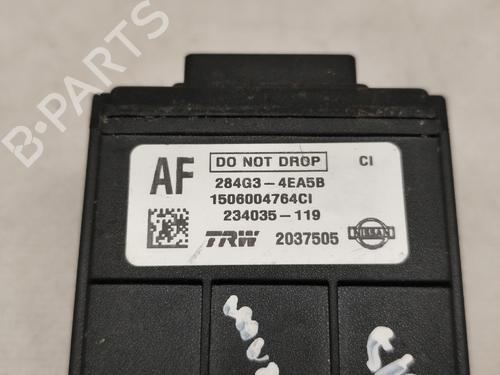 B-PARTS
AF
DO NOT DROP
CI
284G3-4EA5B
1506004764CI
234035-119
TRW 2037505
NISSAN